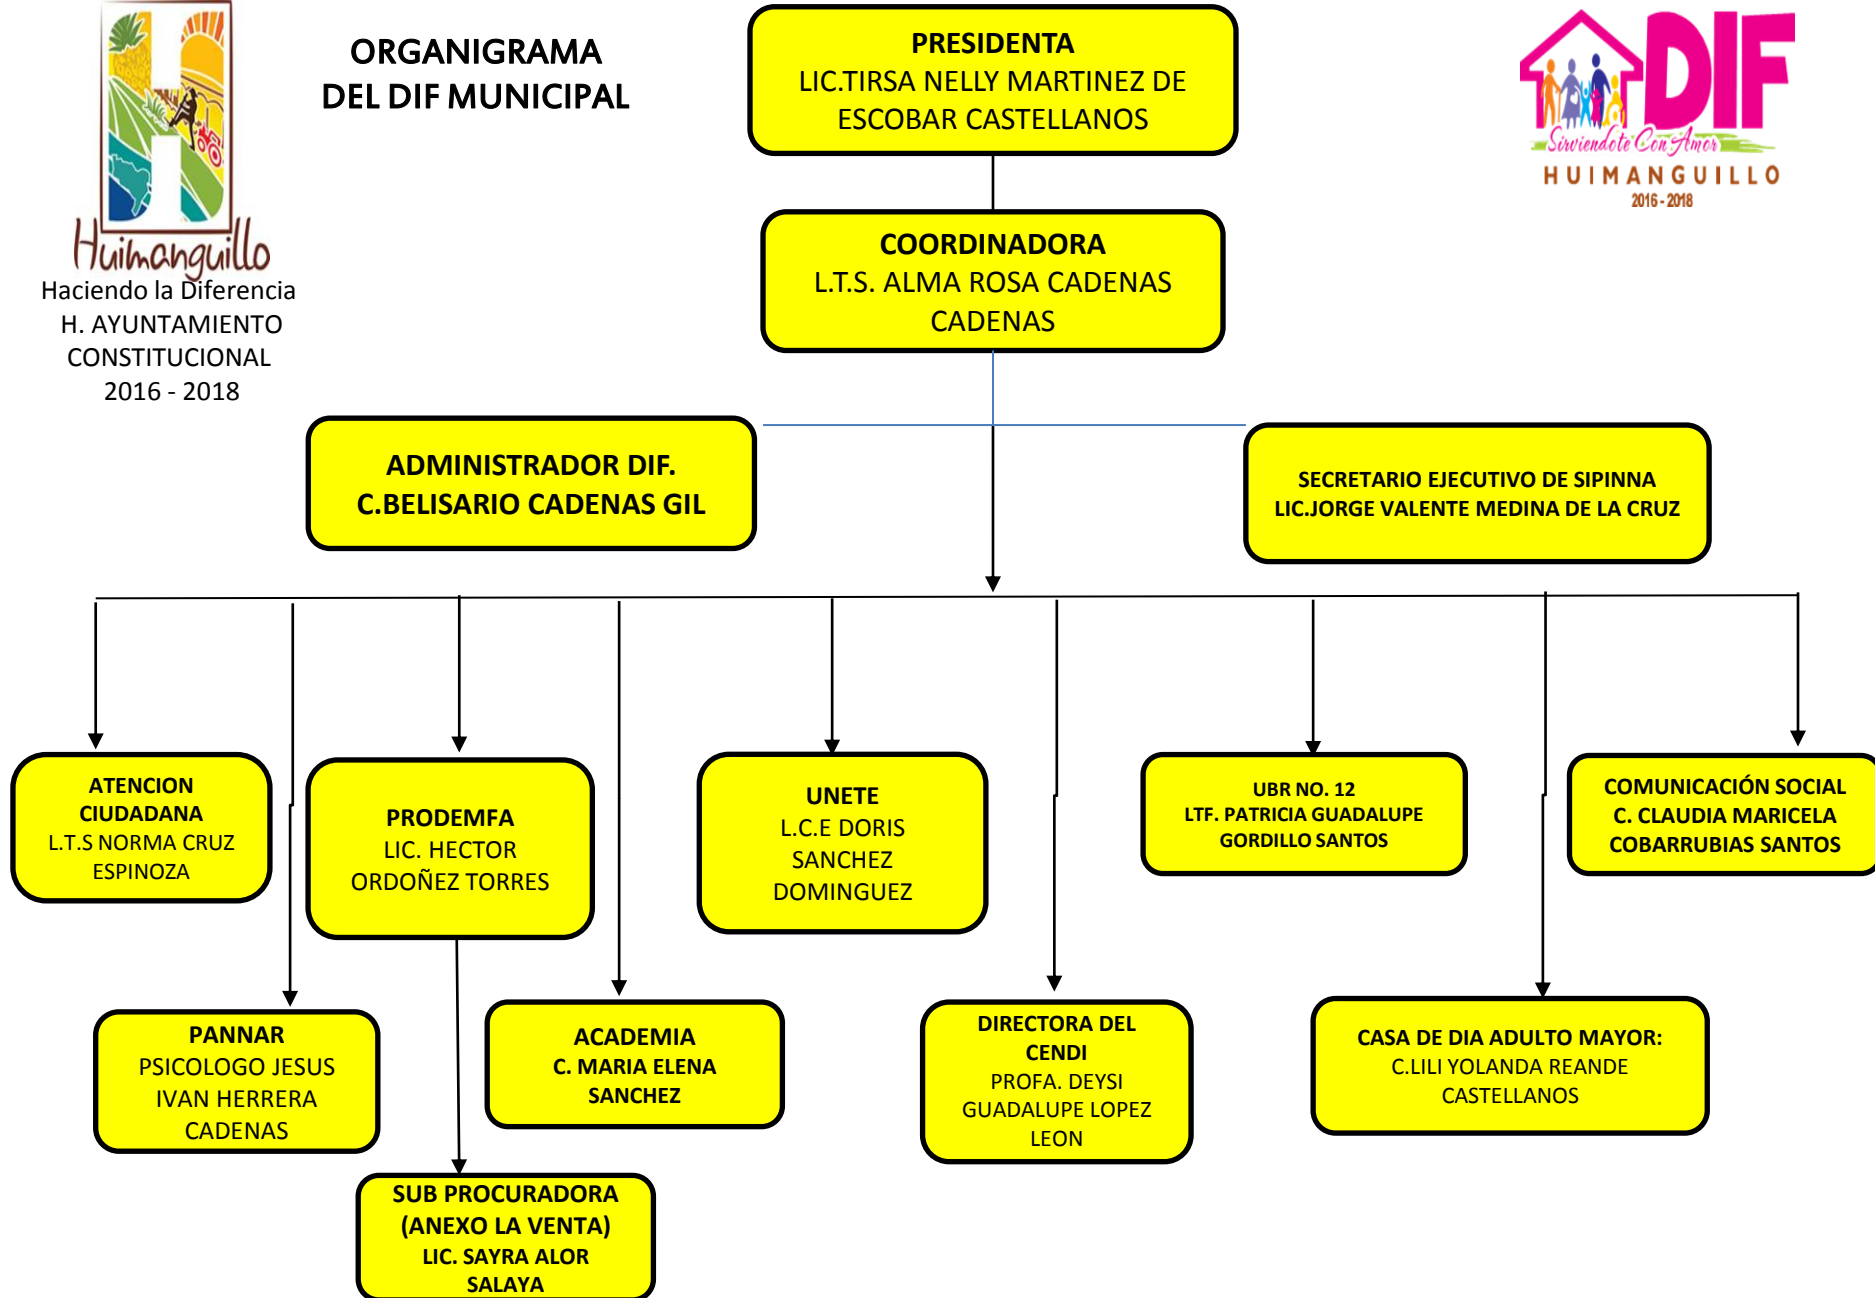 Huimanguillo
Haciendo la Diferencia
H. AYUNTAMIENTO
CONSTITUCIONAL
2016 - 2018
ORGANIGRAMA
DEL DIF MUNICIPAL
PRESIDENTA
LIC.TIRSA NELLY MARTINEZ DE
ESCOBAR CASTELLANOS
DIF
Sirviendote Con Amor
HUIMANGUILLO
2016 - 2018
COORDINADORA
L.T.S. ALMA ROSA CADENAS
CADENAS
ADMINISTRADOR DIF.
C.BELISARIO CADENAS GIL
SECRETARIO EJECUTIVO DE SIPINNA
LIC.JORGE VALENTE MEDINA DE LA CRUZ
ATENCION
CIUDADANA
L.T.S NORMA CRUZ
ESPINOZA
PRODEMFA
LIC. HECTOR
ORDOÑEZ TORRES
UNETE
L.C.E DORIS
SANCHEZ
DOMINGUEZ
UBR NO. 12
LTF. PATRICIA GUADALUPE
GORDILLO SANTOS
COMUNICACIÓN SOCIAL
C. CLAUDIA MARICELA
COBARRUBIAS SANTOS
PANNAR
PSICOLOGO JESUS
IVAN HERRERA
CADENAS
ACADEMIA
C. MARIA ELENA
SANCHEZ
DIRECTORA DEL
CENDI
PROFA. DEYSI
GUADALUPE LOPEZ
LEON
CASA DE DIA ADULTO MAYOR:
C.LILI YOLANDA REANDE
CASTELLANOS
SUB PROCURADORA
(ANEXO LA VENTA)
LIC. SAYRA ALOR
SALAYA